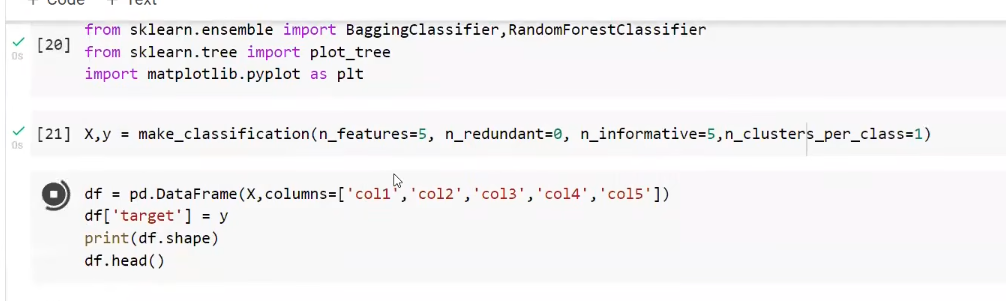 + Code + Text
from sklearn.ensemble import BaggingClassifier,RandomForestClassifier
[20] from sklearn.tree import plot_tree
import matplotlib.pyplot as plt
0s
[21] X,y = make_classification(n_features=5, n_redundant=0, n_informative=5,n_clusters_per_class=1)
0s
df = pd.DataFrame(X,columns=['col1','col2','col3','col4','col5'])
df['target'] = y
print(df.shape)
df.head()